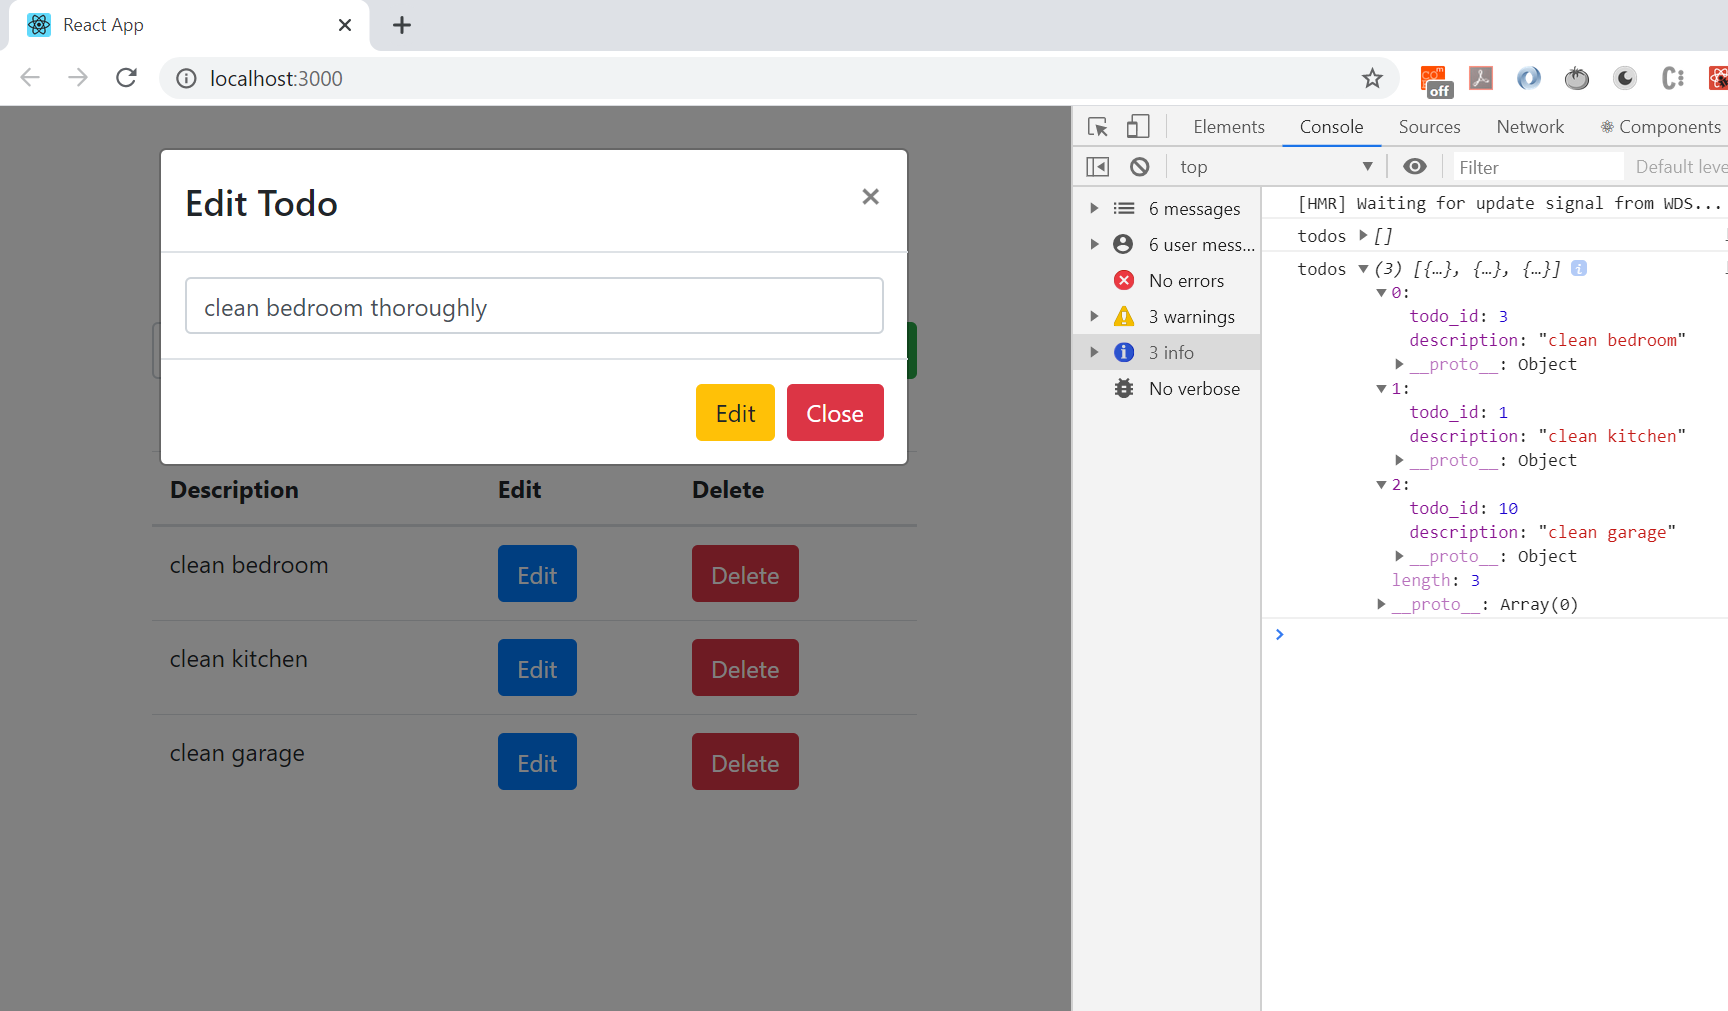 React App
localhost:3000
off
Edit Todo
clean bedroom thoroughly
Edit Close
Description Edit Delete
clean bedroom Edit Delete
clean kitchen Edit Delete
clean garage Edit Delete
Elements Console Sources Network Components
top Filter Default leve
6 messages
6 user mess...
No errors
3 warnings
3 info
No verbose
[HMR] Waiting for update signal from WDS...
todos []
todos (3) [{…}, {…}, {…}]
0:
todo_id: 3
description: "clean bedroom"
__proto__: Object
1:
todo_id: 1
description: "clean kitchen"
__proto__: Object
2:
todo_id: 10
description: "clean garage"
__proto__: Object
length: 3
__proto__: Array(0)